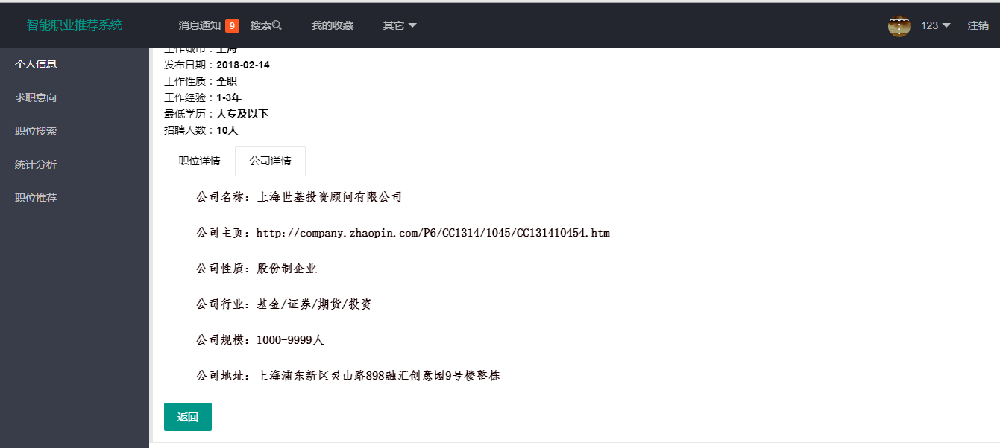 智能职业推荐系统 消息通知 9 搜索 我的收藏 其它 123 注销
个人信息
求职意向
职位搜索
统计分析
职位推荐
工作城市：上海
发布日期：2018-02-14
工作性质：全职
工作经验：1-3年
最低学历：大专及以下
招聘人数：10人
职位详情 公司详情
公司名称：上海世基投资顾问有限公司
公司主页：http://company.zhaopin.com/P6/CC1314/1045/CC131410454.htm
公司性质：股份制企业
公司行业：基金/证券/期货/投资
公司规模：1000-9999人
公司地址：上海浦东新区灵山路898融汇创意园9号楼整栋
返回